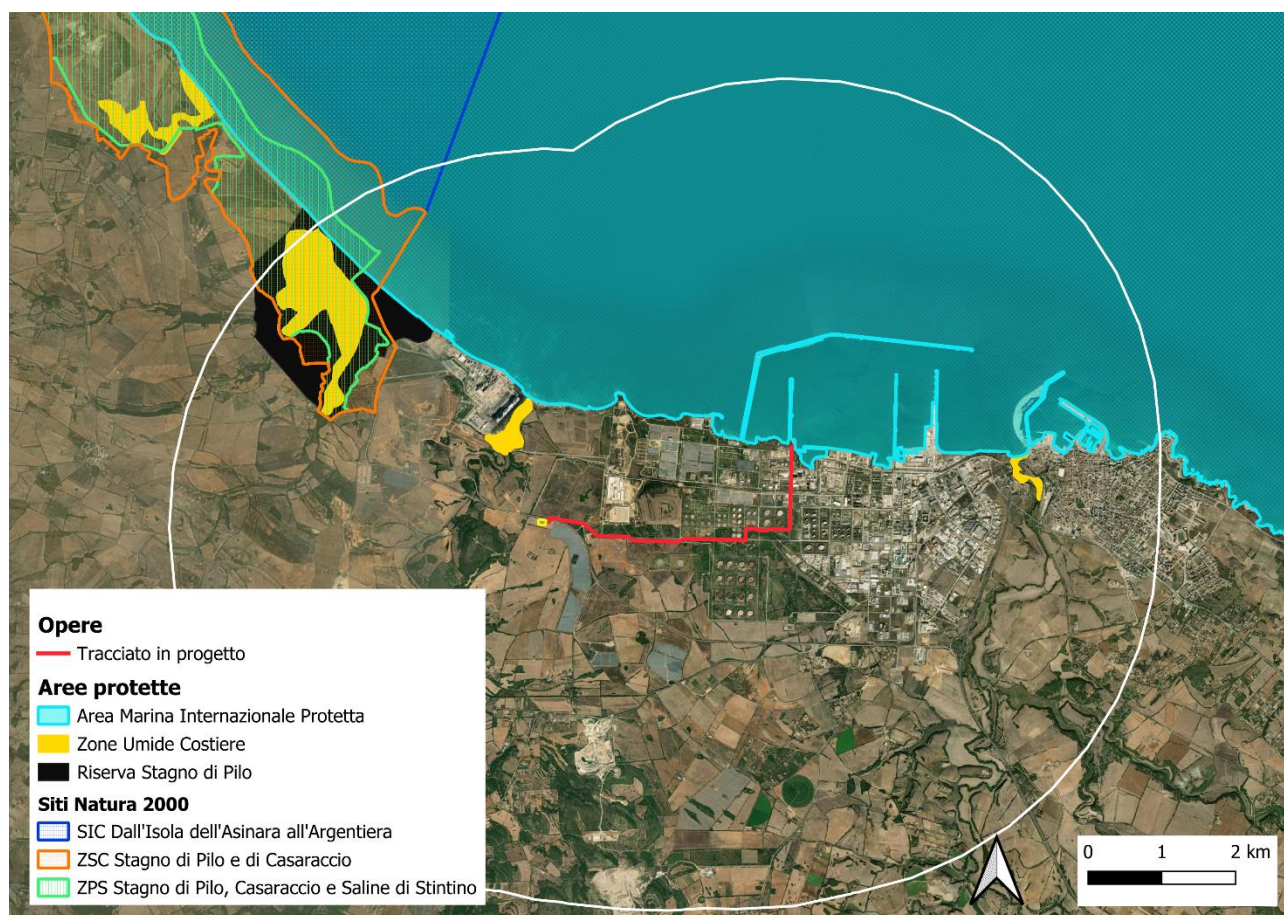 Opere
Tracciato in progetto
Aree protette
Area Marina Internazionale Protetta
Zone Umide Costiere
Riserva Stagno di Pilo
Siti Natura 2000
SIC Dall'Isola dell'Asinara all'Argentiera
ZSC Stagno di Pilo e di Casaraccio
ZPS Stagno di Pilo, Casaraccio e Saline di Stintino
0 1 2 km